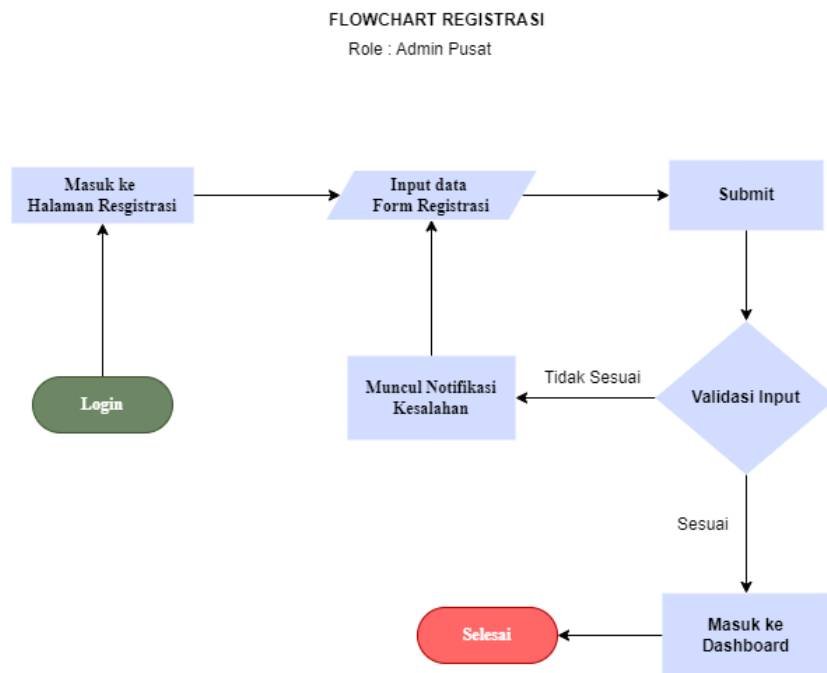 FLOWCHART REGISTRASI
Role : Admin Pusat
Masuk ke
Halaman Resgistrasi
Input data
Form Registrasi
Submit
Login
Muncul Notifikasi
Kesalahan
Tidak Sesuai
Validasi Input
Sesuai
Selesai
Masuk ke
Dashboard